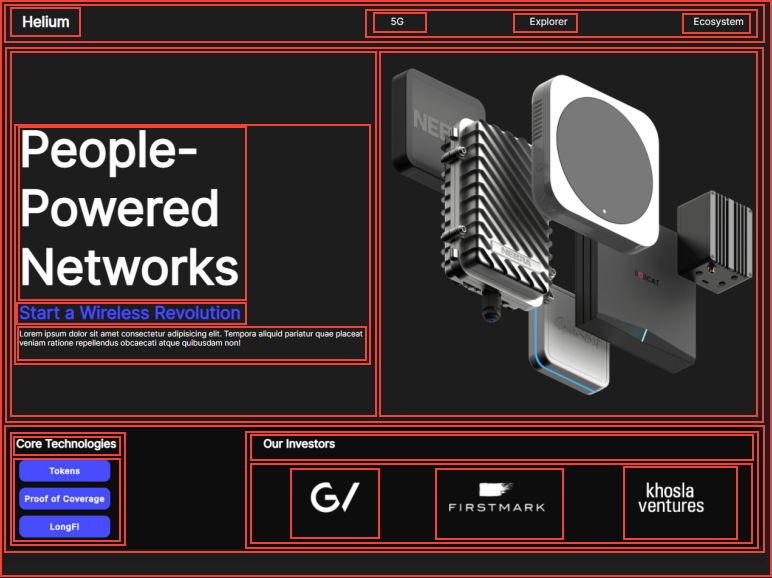 Helium
5G
Explorer
Ecosystem
People-
Powered
Networks
Start a Wireless Revolution
Lorem ipsum dolor sit amet consectetur adipisicing elit. Tempora aliquid pariatur quae placeat
veniam ratione repellendus obcaecati atque quibusdam non!
BOBCAT
Core Technologies
Tokens
Proof of Coverage
LongFi
Our Investors
G/
FIRSTMARK
khosla
ventures